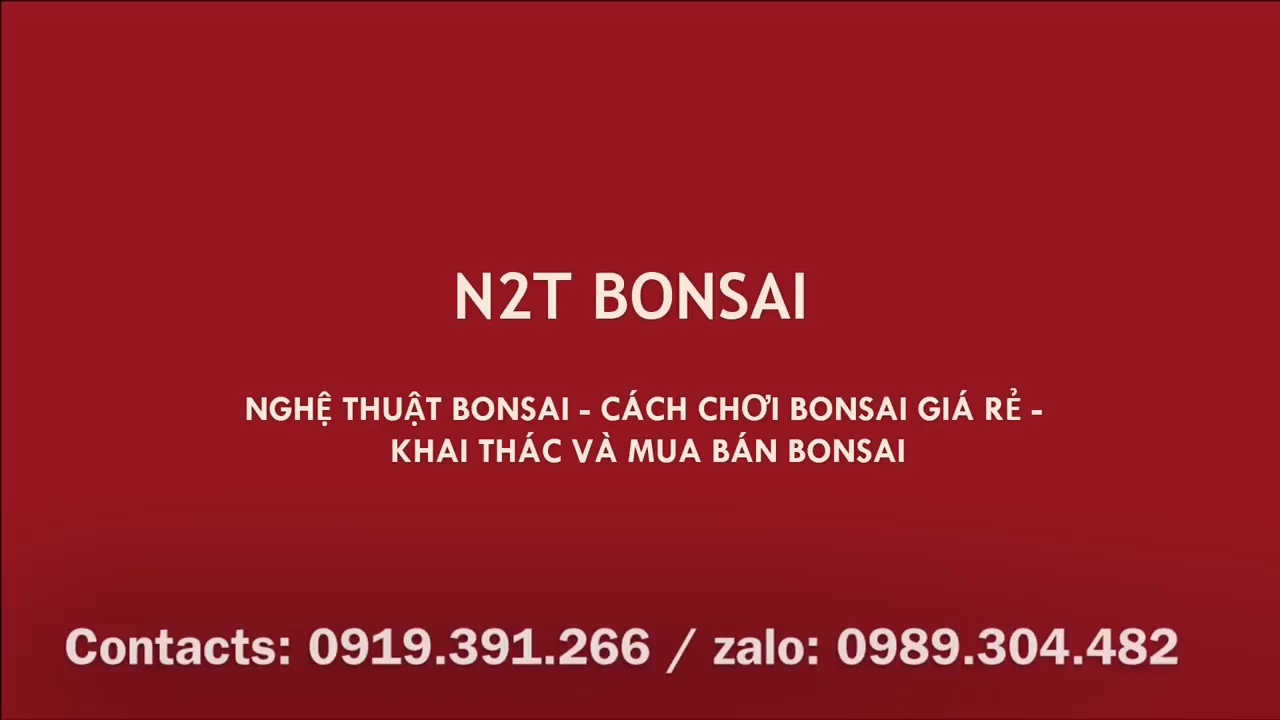 N2T BONSAI
NGHỆ THUẬT BONSAI - CÁCH CHƠI BONSAI GIÁ RẺ -
KHAI THÁC VÀ MUA BÁN BONSAI
Contacts: 0919.391.266 / zalo: 0989.304.482